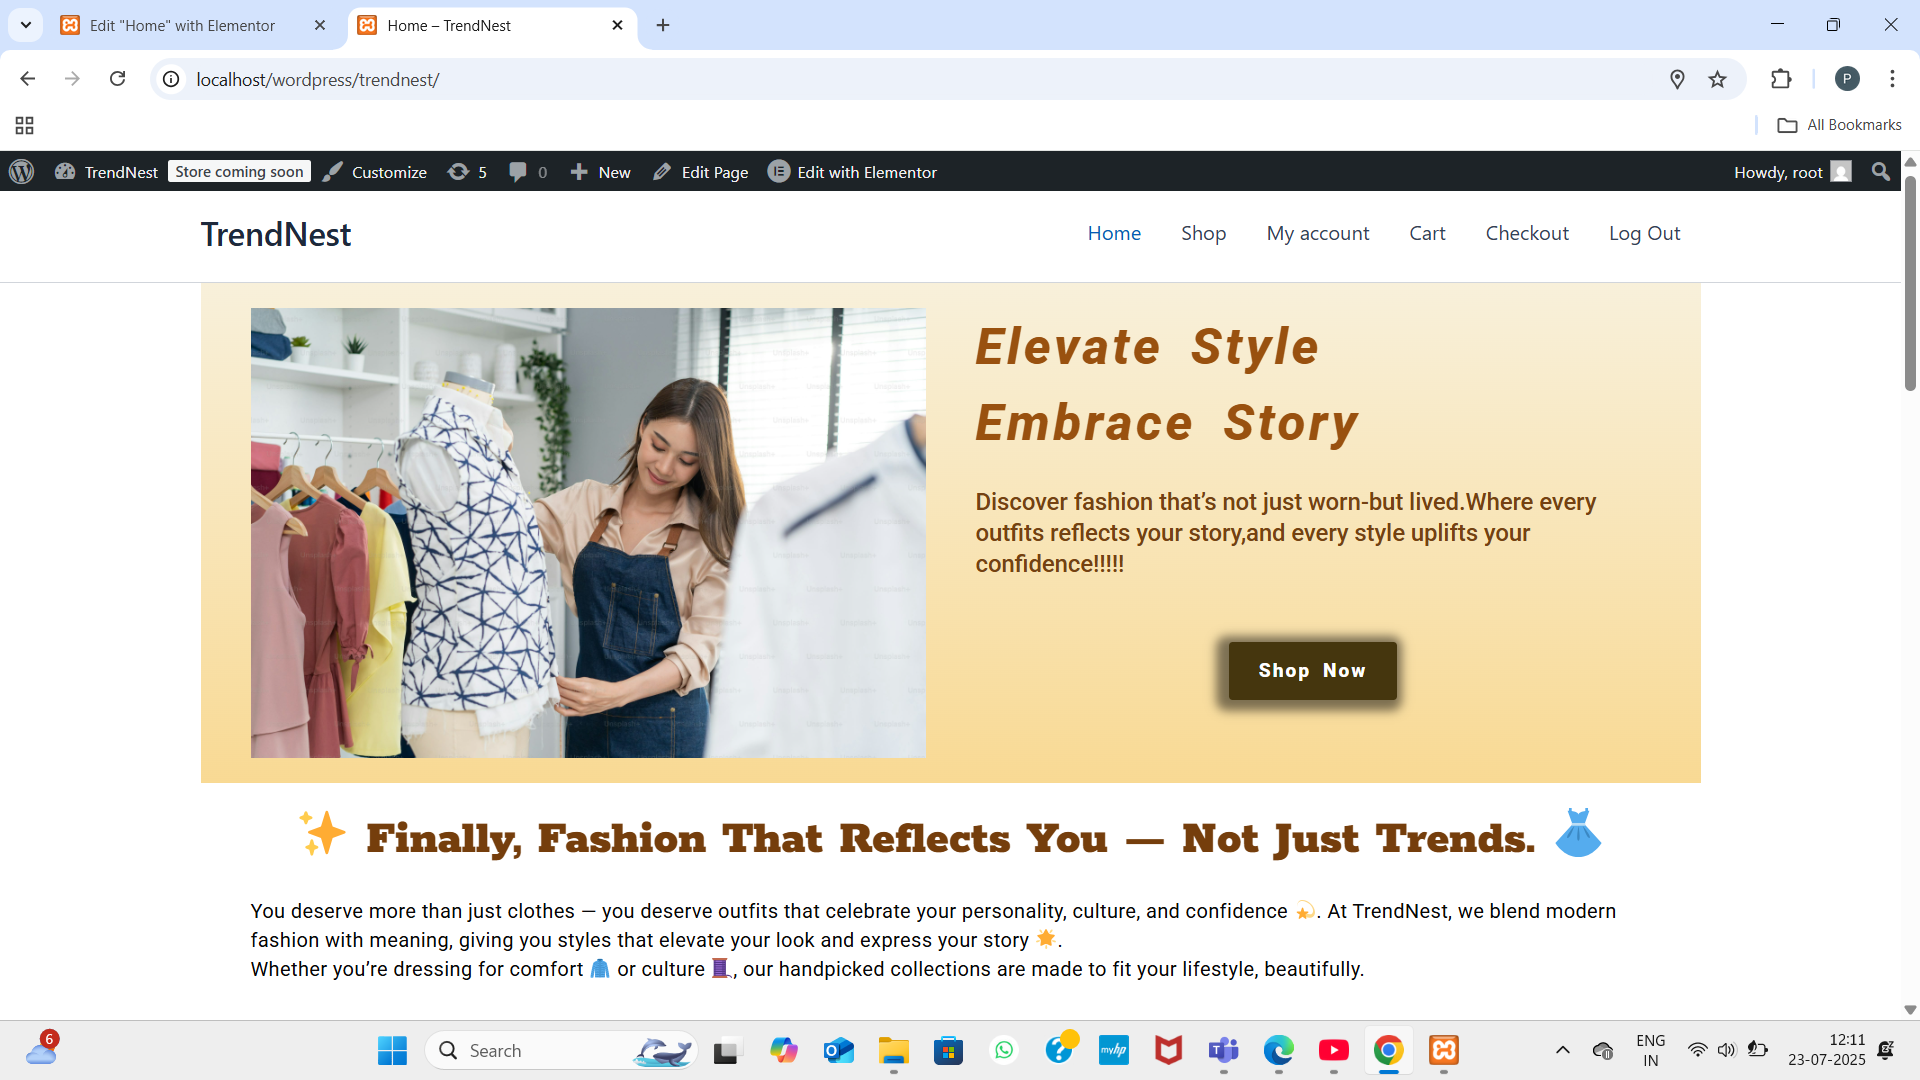 Edit "Home" with Elementor
Home – TrendNest
localhost/wordpress/trendnest/
P
All Bookmarks
TrendNest
Store coming soon
Customize
5
0
New
Edit Page
Edit with Elementor
Howdy, root
TrendNest
Home
Shop
My account
Cart
Checkout
Log Out
Elevate Style
Embrace Story
Discover fashion that’s not just worn-but lived.Where every
outfits reflects your story,and every style uplifts your
confidence!!!!!
Shop Now
✨ Finally, Fashion That Reflects You — Not Just Trends. 👗
You deserve more than just clothes — you deserve outfits that celebrate your personality, culture, and confidence 💫. At TrendNest, we blend modern
fashion with meaning, giving you styles that elevate your look and express your story 🌟.
Whether you’re dressing for comfort 🧥 or culture 🧵, our handpicked collections are made to fit your lifestyle, beautifully.
6
Search
myhp
ENG
IN
12:11
23-07-2025